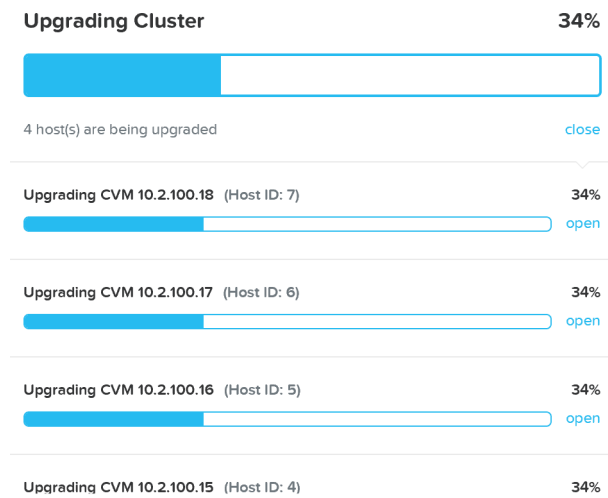 Upgrading Cluster 34%
4 host(s) are being upgraded close
Upgrading CVM 10.2.100.18 (Host ID: 7) 34%
open
Upgrading CVM 10.2.100.17 (Host ID: 6) 34%
open
Upgrading CVM 10.2.100.16 (Host ID: 5) 34%
open
Upgrading CVM 10.2.100.15 (Host ID: 4) 34%